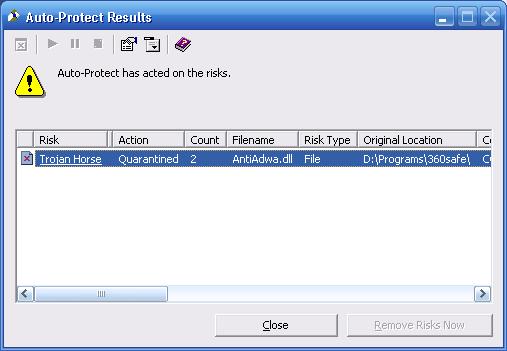 Auto-Protect Results
Auto-Protect has acted on the risks.
Risk Action Count Filename Risk Type Original Location
Trojan Horse Quarantined 2 AntiAdwa.dll File D:\Programs\360safe\
Close Remove Risks Now